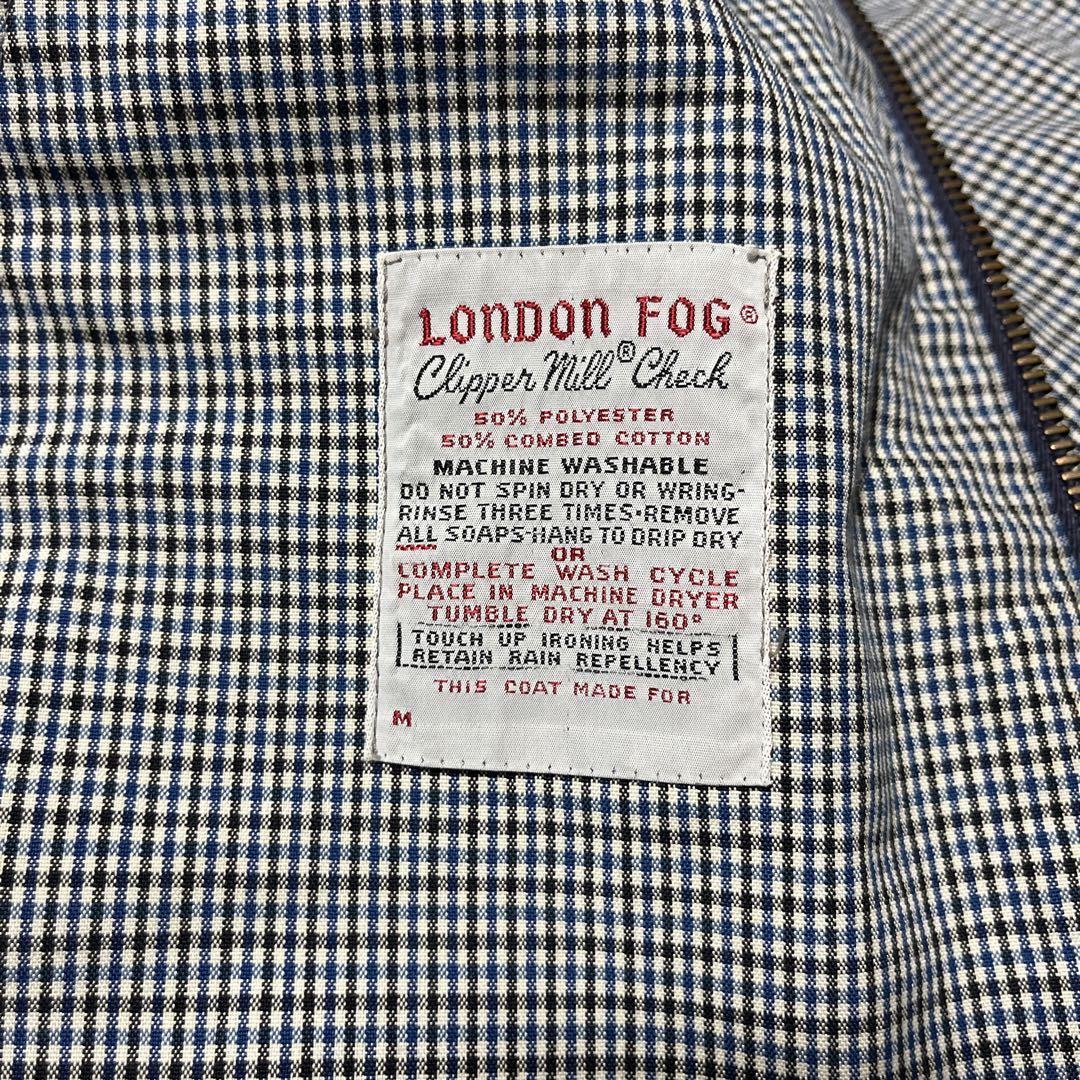 LONDON FOG®
Clipper Mill® Check
50% POLYESTER
50% COMBED COTTON
MACHINE WASHABLE
DO NOT SPIN DRY OR WRING-
RINSE THREE TIMES·REMOVE
ALL SOAPS-HANG TO DRIP DRY
OR
COMPLETE WASH CYCLE
PLACE IN MACHINE DRYER
TUMBLE DRY AT 160°
TOUCH UP IRONING HELPS
RETAIN RAIN REPELLENCY
THIS COAT MADE FOR
M